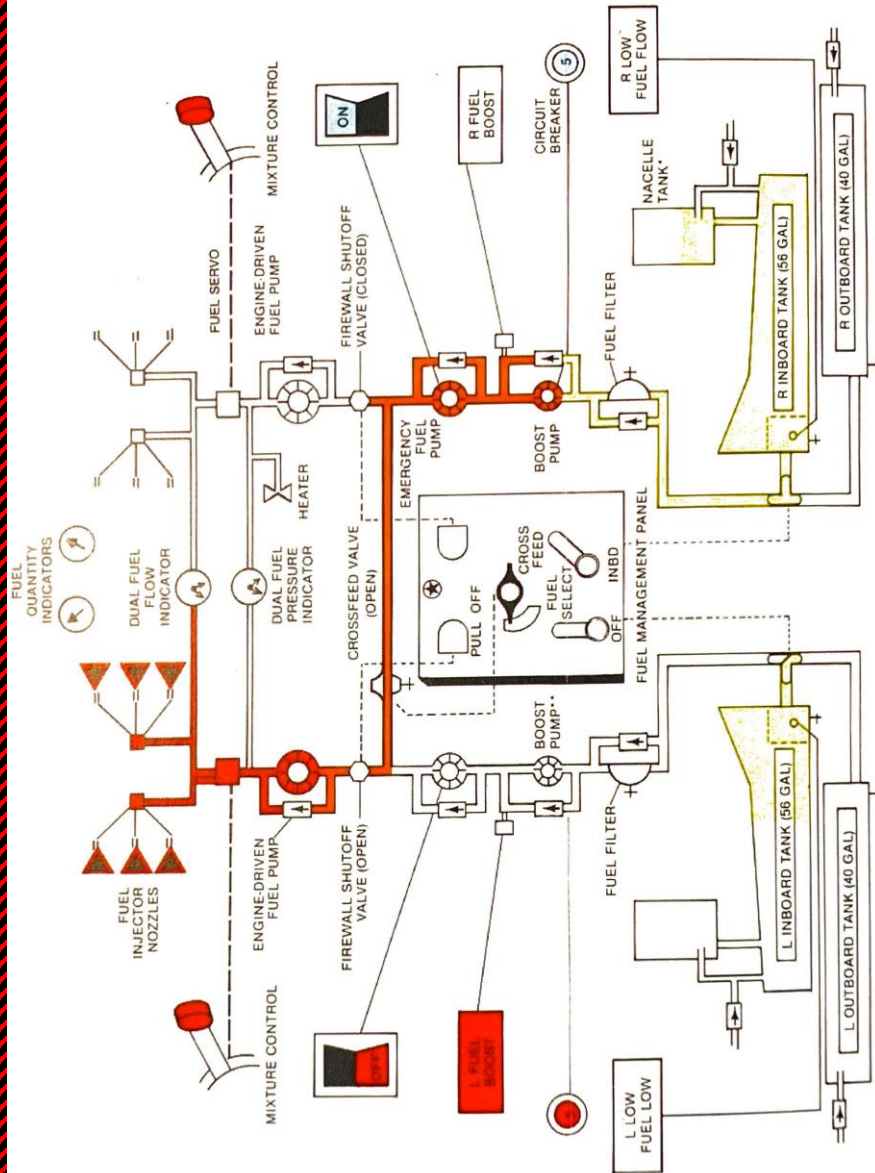 FUEL
QUANTITY
INDICATORS
FUEL
INJECTOR
NOZZLES
DUAL FUEL
FLOW
INDICATOR
FUEL SERVO
MIXTURE CONTROL
MIXTURE CONTROL
ENGINE-DRIVEN
FUEL PUMP
DUAL FUEL
PRESSURE
INDICATOR
HEATER
ENGINE-DRIVEN
FUEL PUMP
FIREWALL SHUTOFF
VALVE (OPEN)
CROSSFEED VALVE
(OPEN)
FIREWALL SHUTOFF
VALVE (CLOSED)
OFF
ON
EMERGENCY
FUEL
PUMP
PULL OFF
L FUEL
BOOST
R FUEL
BOOST
CROSS
FEED
FUEL
SELECT
BOOST
PUMP**
BOOST
PUMP
OFF
INBD
5
CIRCUIT
BREAKER
FUEL MANAGEMENT PANEL
FUEL FILTER
FUEL FILTER
NACELLE
TANK*
L LOW
FUEL LOW
R LOW
FUEL FLOW
L INBOARD TANK (56 GAL)
R INBOARD TANK (56 GAL)
L OUTBOARD TANK (40 GAL)
R OUTBOARD TANK (40 GAL)